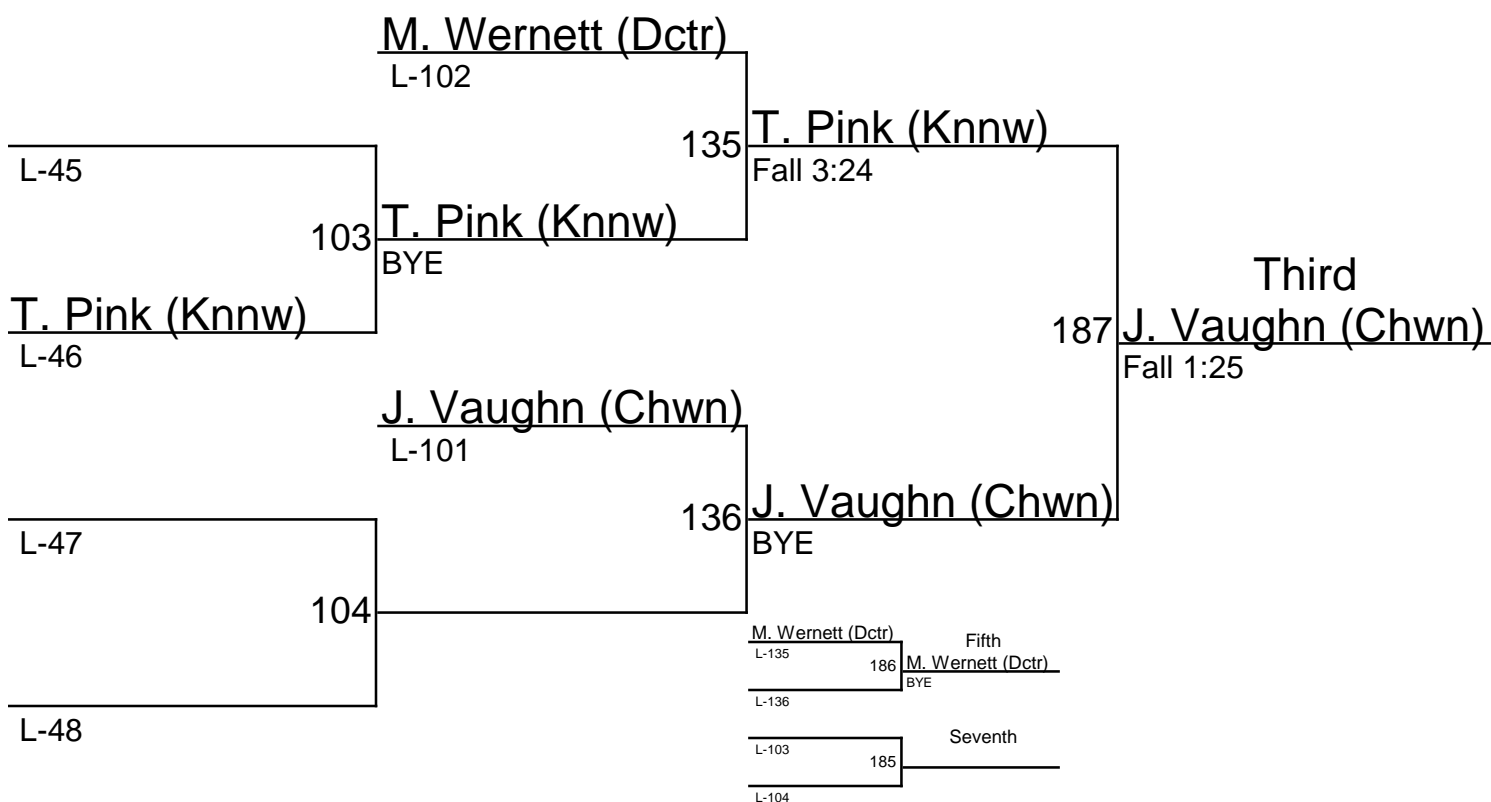 M. Wernett (Dctr)
L-102
135
T. Pink (Knnw)
Fall 3:24
L-45
103
T. Pink (Knnw)
BYE
T. Pink (Knnw)
L-46
Third
187
J. Vaughn (Chwn)
Fall 1:25
J. Vaughn (Chwn)
L-101
136
J. Vaughn (Chwn)
BYE
L-47
104
L-48
M. Wernett (Dctr)
L-135
186
Fifth
M. Wernett (Dctr)
BYE
L-136
L-103
185
Seventh
L-104